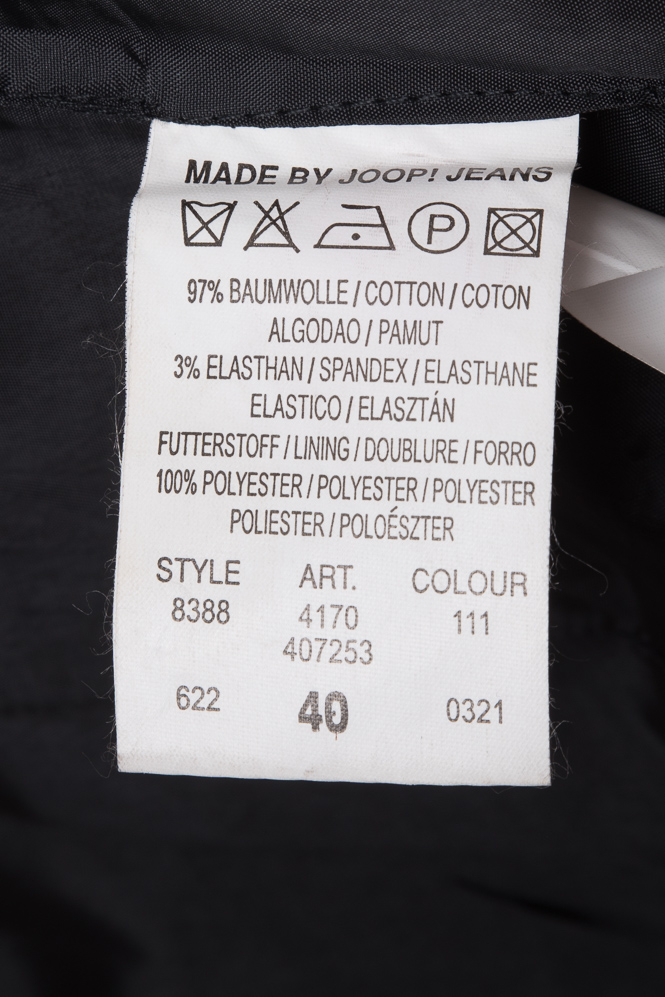 MADE BY JOOP! JEANS
P
97% BAUMWOLLE / COTTON / COTON
ALGODAO / PAMUT
3% ELASTHAN / SPANDEX / ELASTHANE
ELASTICO / ELASZTÁN
FUTTERSTOFF / LINING / DOUBLURE / FORRO
100% POLYESTER / POLYESTER / POLYESTER
POLIESTER / POLOÉSZTER
STYLE ART. COLOUR
8388 4170 111
407253
622 40 0321